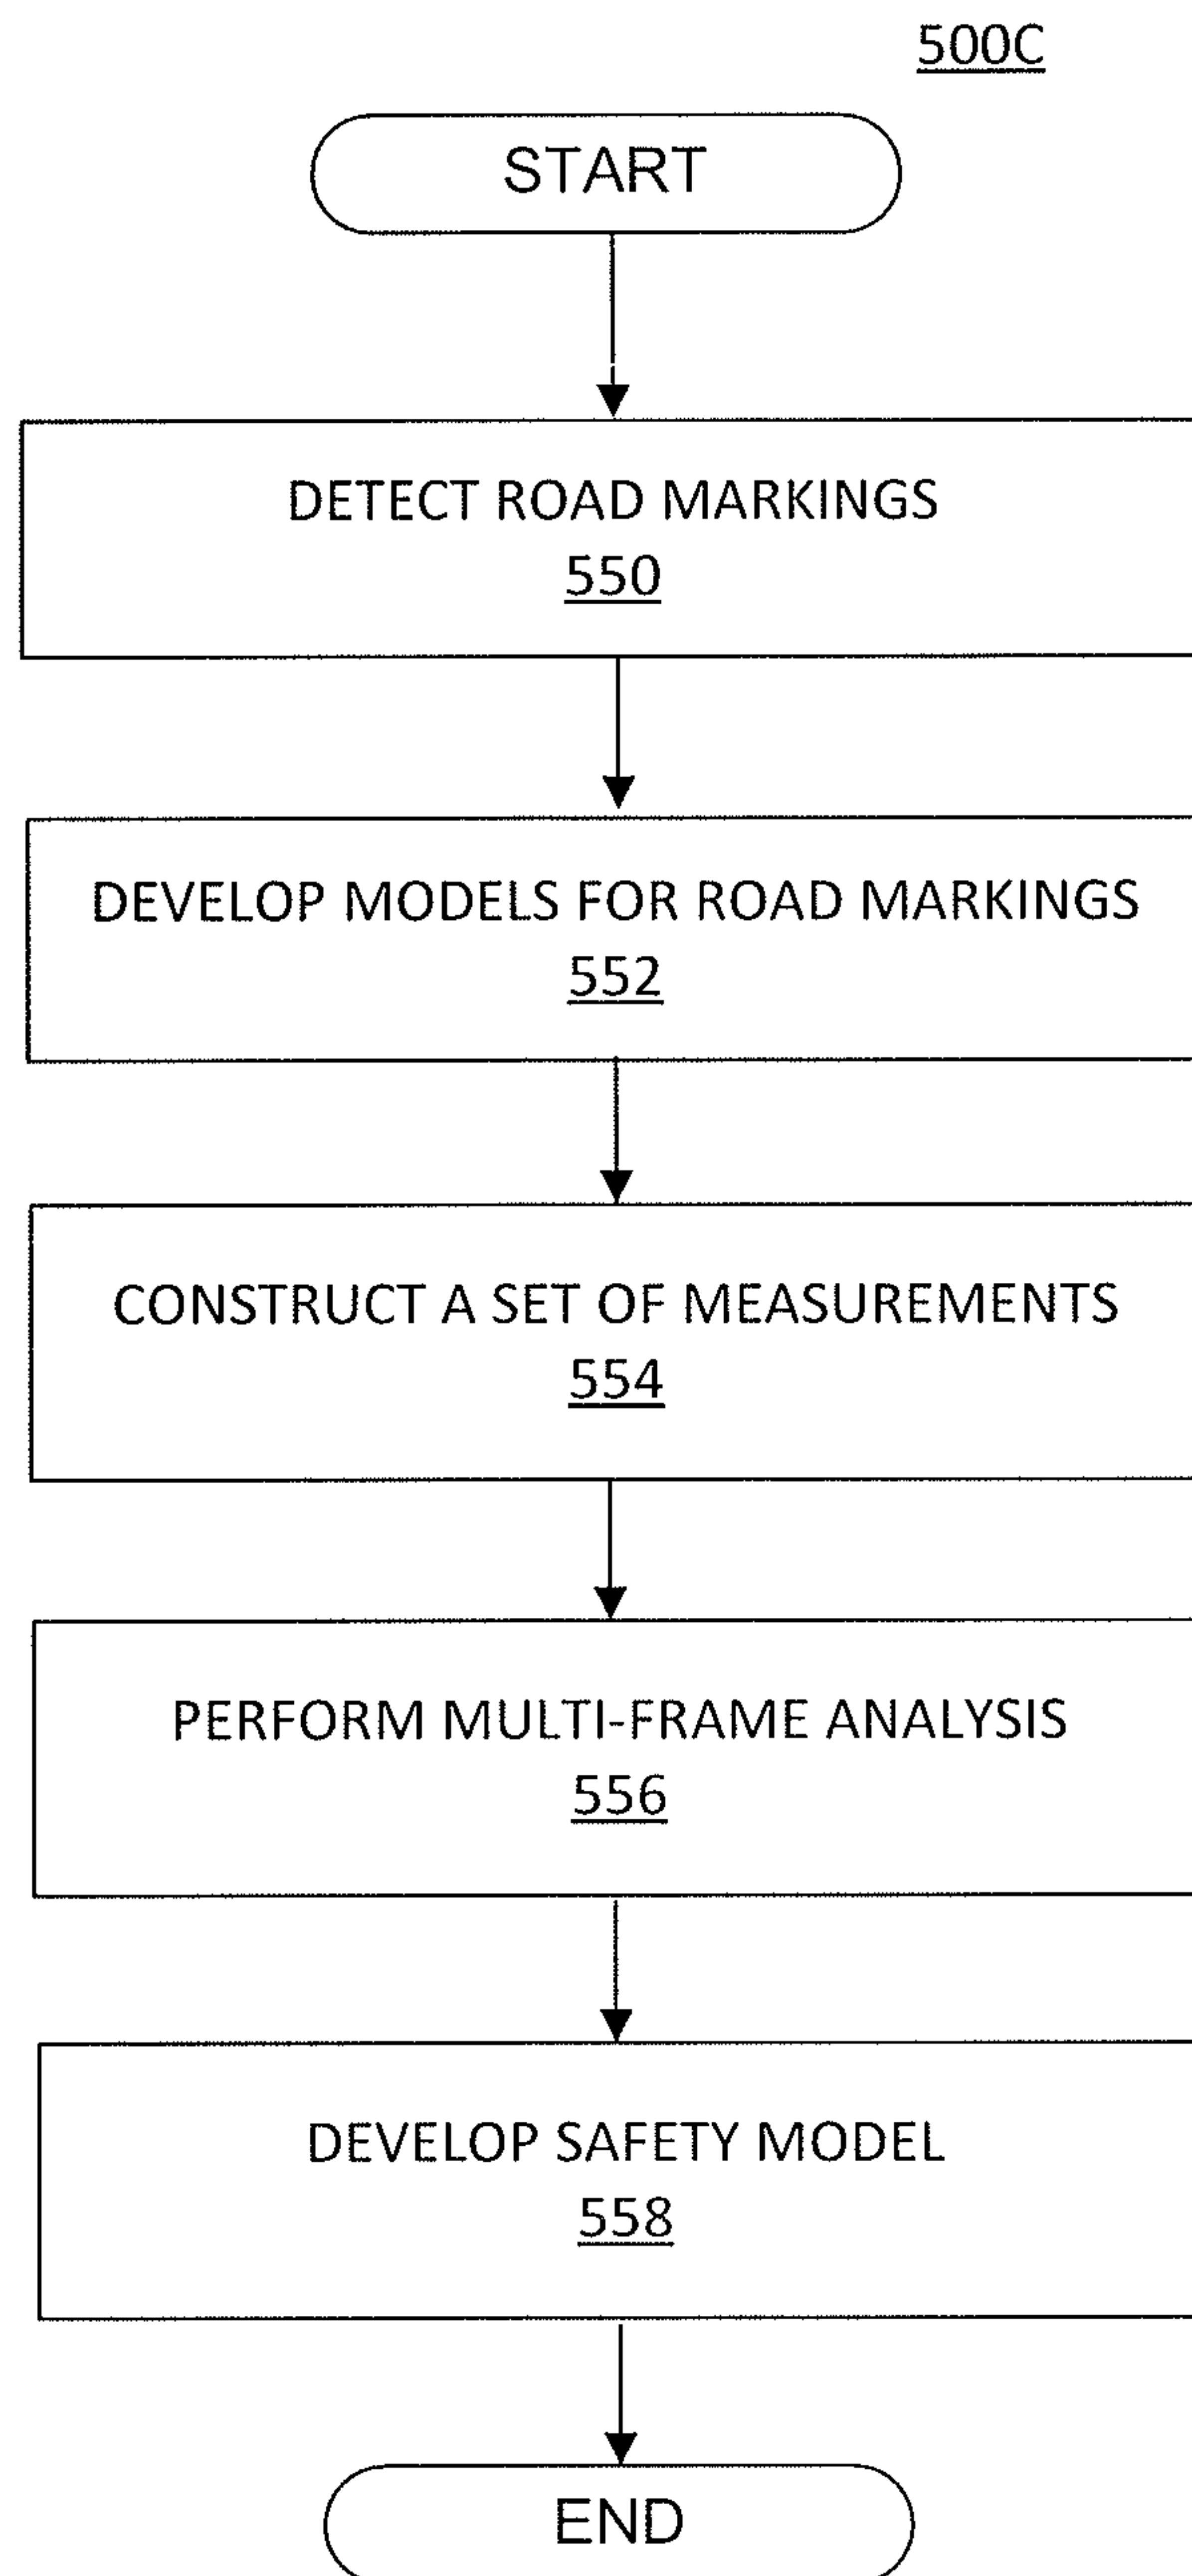 500C
START
DETECT ROAD MARKINGS
550
DEVELOP MODELS FOR ROAD MARKINGS
552
CONSTRUCT A SET OF MEASUREMENTS
554
PERFORM MULTI-FRAME ANALYSIS
556
DEVELOP SAFETY MODEL
558
END